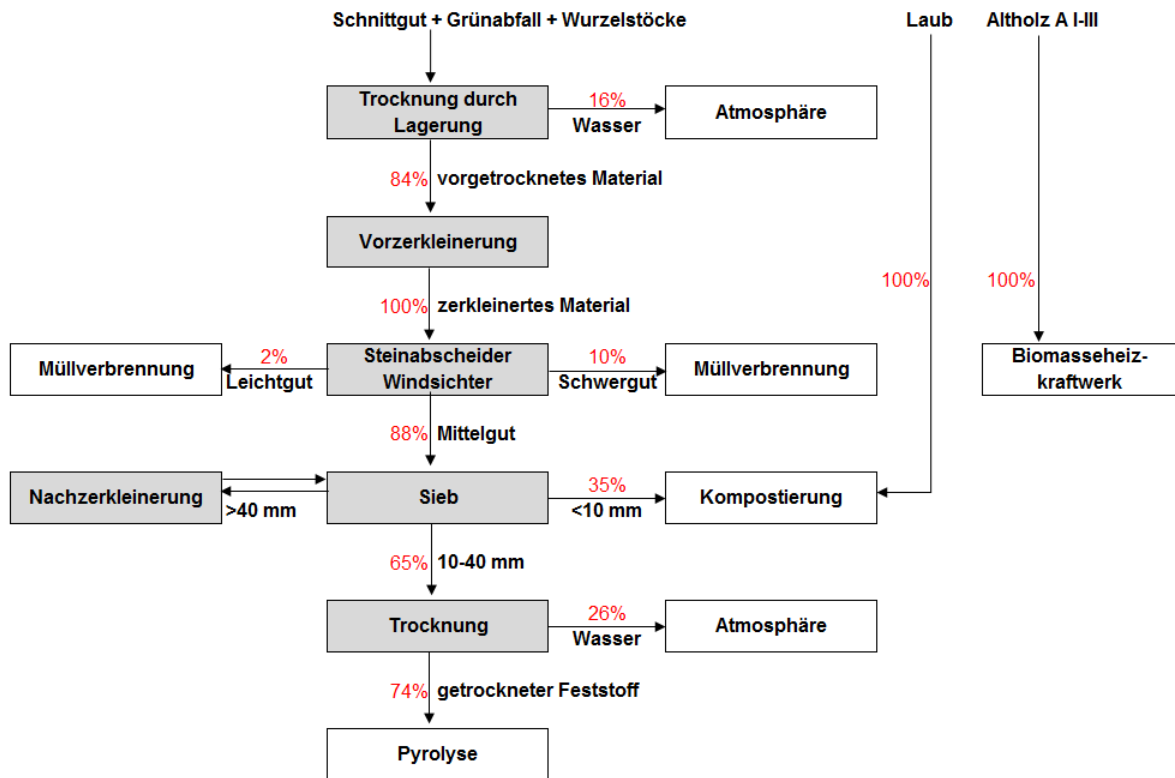 Schnittgut + Grünabfall + Wurzelstöcke
Laub
Altholz A I-III
Trocknung durch
Lagerung
16%
Wasser
Atmosphäre
84%
vorgetrocknetes Material
Vorzerkleinerung
100%
100%
100%
zerkleinertes Material
Müllverbrennung
2%
Leichtgut
Steinabscheider
Windsichter
10%
Schwergut
Müllverbrennung
Biomasseheiz-
kraftwerk
88%
Mittelgut
Nachzerkleinerung
>40 mm
Sieb
35%
<10 mm
Kompostierung
65%
10-40 mm
Trocknung
26%
Wasser
Atmosphäre
74%
getrockneter Feststoff
Pyrolyse